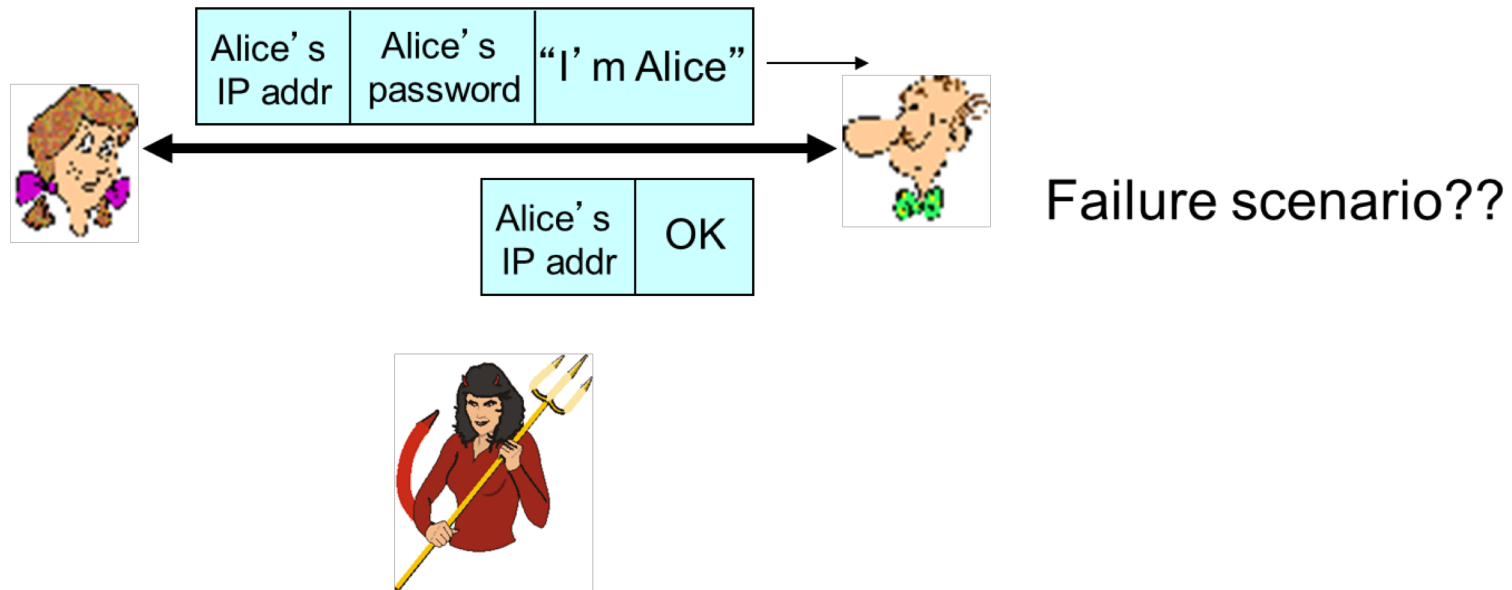 Alice’s
IP addr
Alice’s
password
“I’m Alice”
Alice’s
IP addr
OK
Failure scenario??